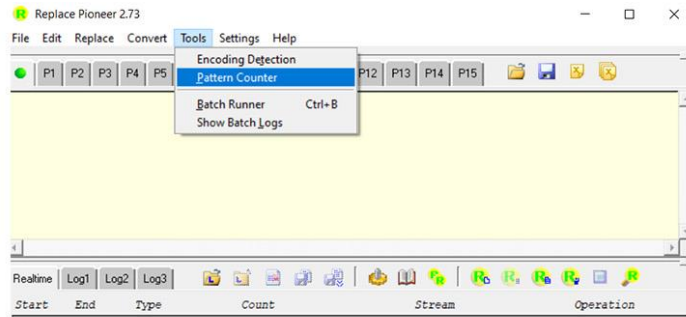 Replace Pioneer 2.73
File Edit Replace Convert Tools Settings Help
Encoding Detection
P1 P2 P3 P4 P5 P12 P13 P14 P15
Pattern Counter
Batch Runner Ctrl+B
Show Batch Logs
Realtime Log1 Log2 Log3
Start End Type Count Stream Operation